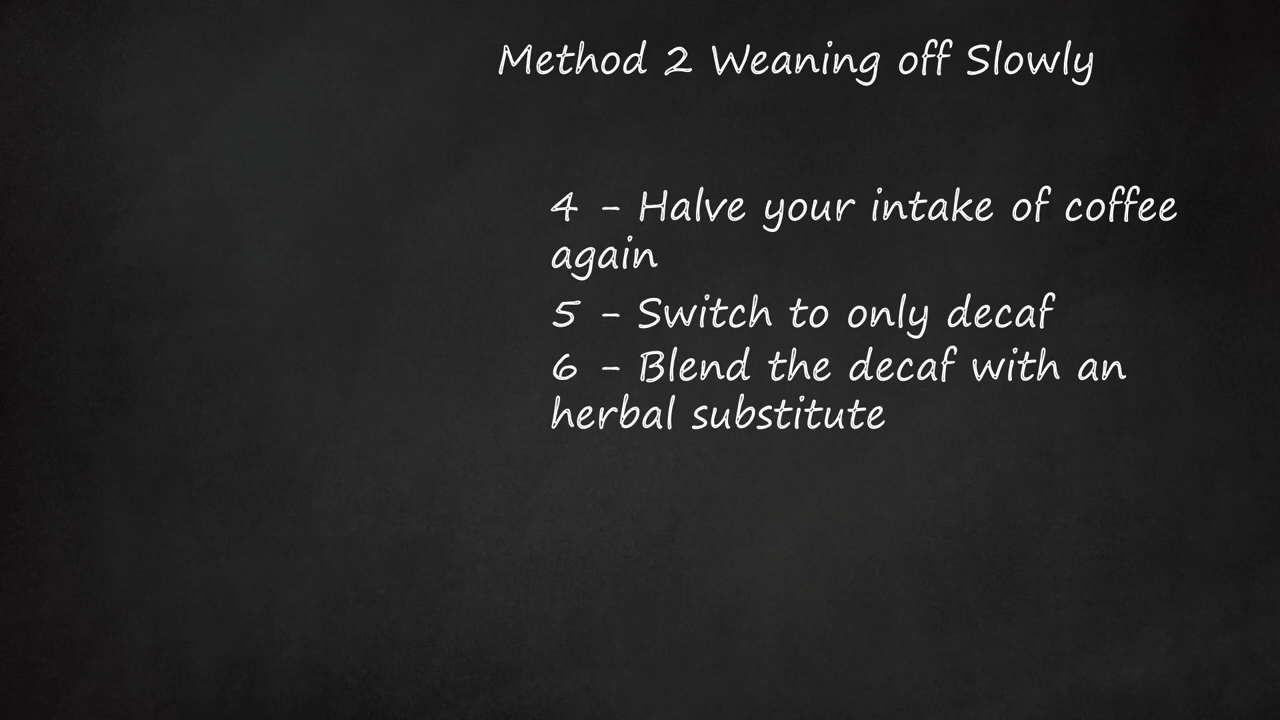 Method 2 Weaning off Slowly
4 - Halve your intake of coffee
again
5 - Switch to only decaf
6 - Blend the decaf with an
herbal substitute